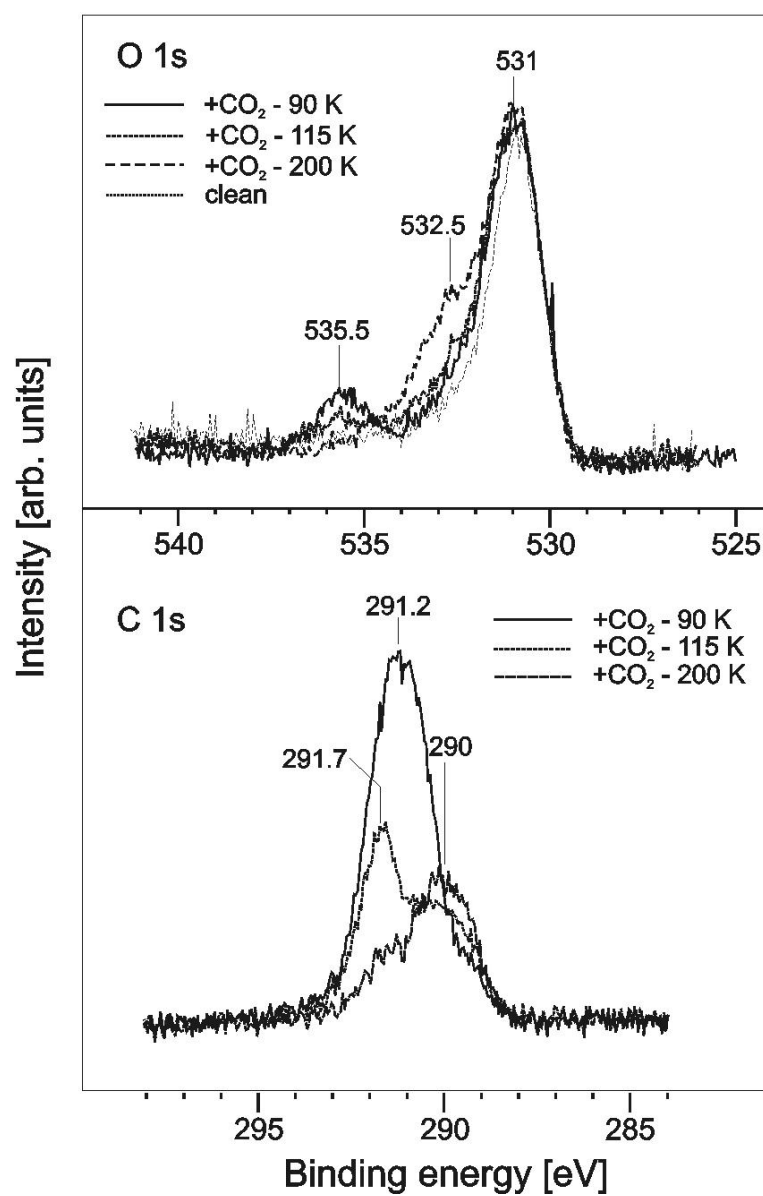 O 1s
531
+CO₂ - 90 K
+CO₂ - 115 K
+CO₂ - 200 K
clean
532.5
535.5
540 535 530 525
C 1s
291.2
+CO₂ - 90 K
+CO₂ - 115 K
+CO₂ - 200 K
291.7
290
295 290 285
Binding energy [eV]
Intensity [arb. units]